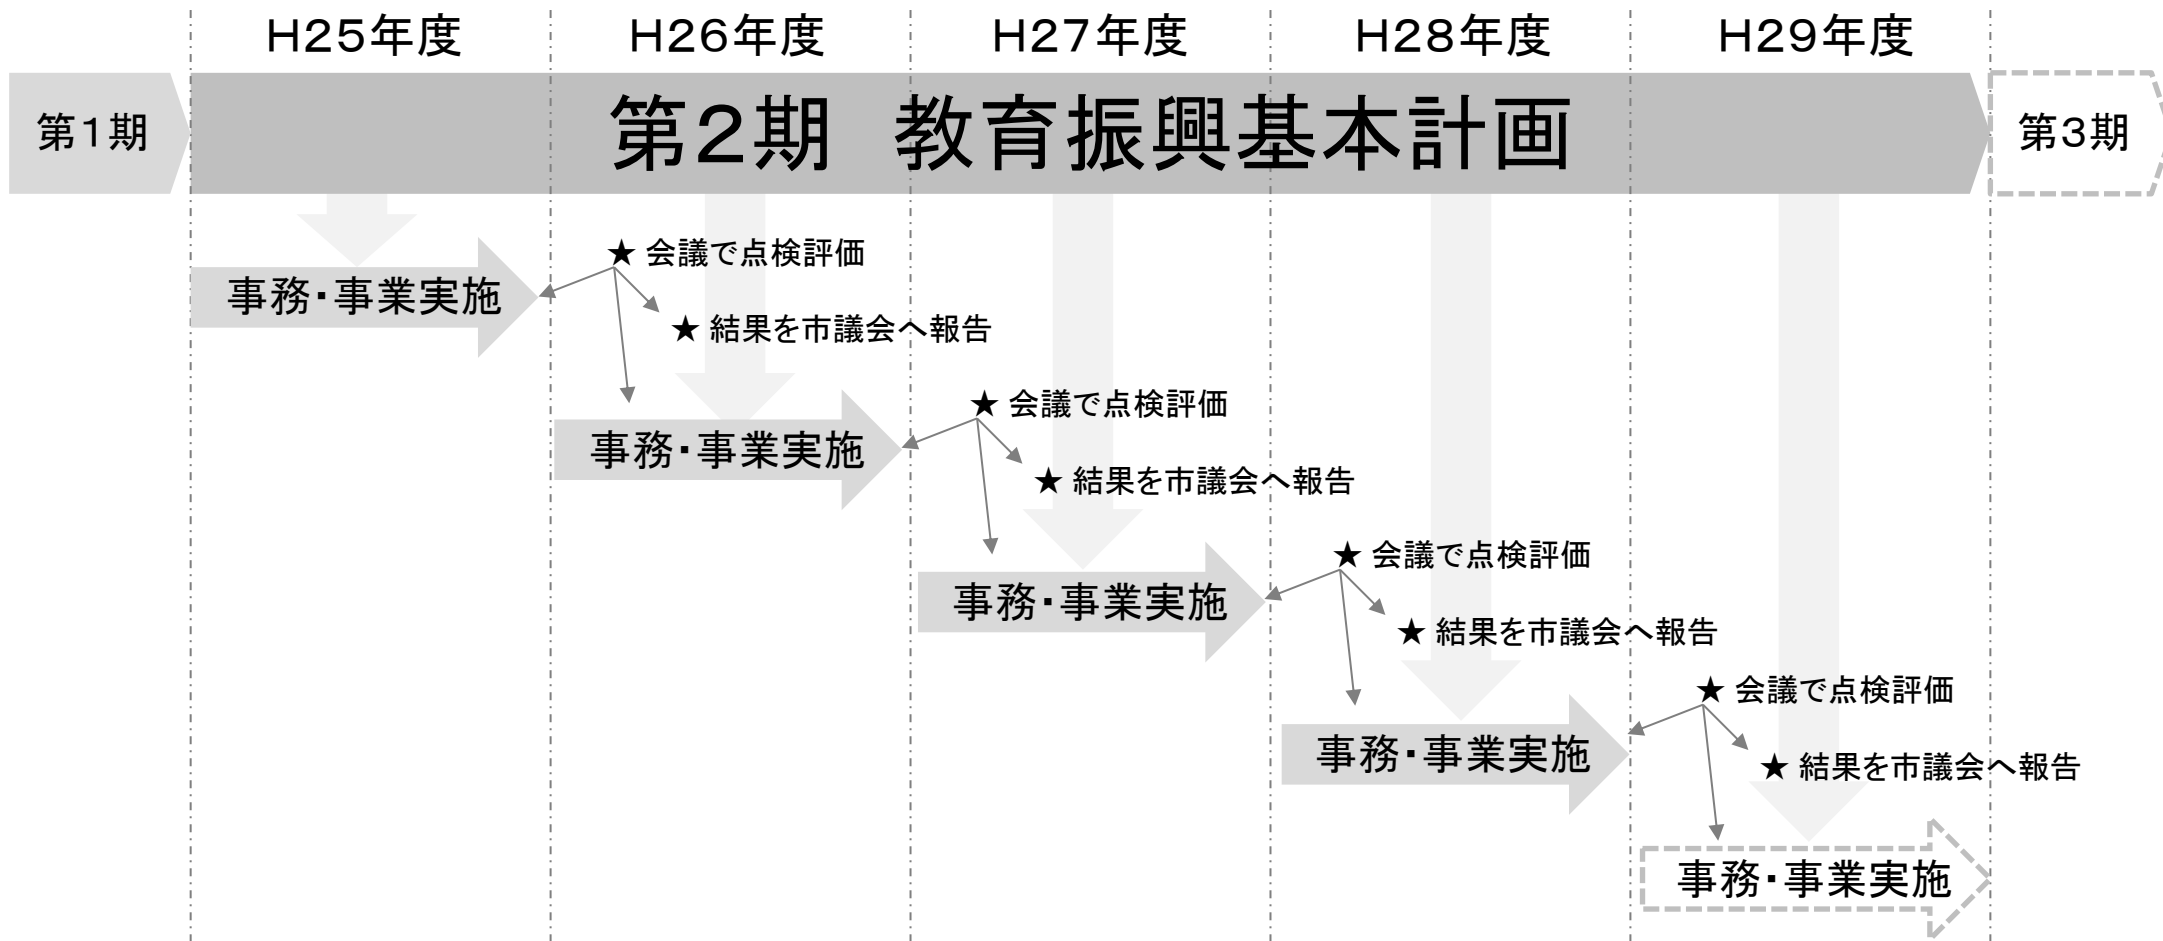 H25年度 H26年度 H27年度 H28年度 H29年度
第1期 第2期　教育振興基本計画 第3期
★ 会議で点検評価
事務・事業実施
★ 結果を市議会へ報告
★ 会議で点検評価
事務・事業実施
★ 結果を市議会へ報告
★ 会議で点検評価
事務・事業実施
★ 結果を市議会へ報告
★ 会議で点検評価
事務・事業実施
★ 結果を市議会へ報告
事務・事業実施